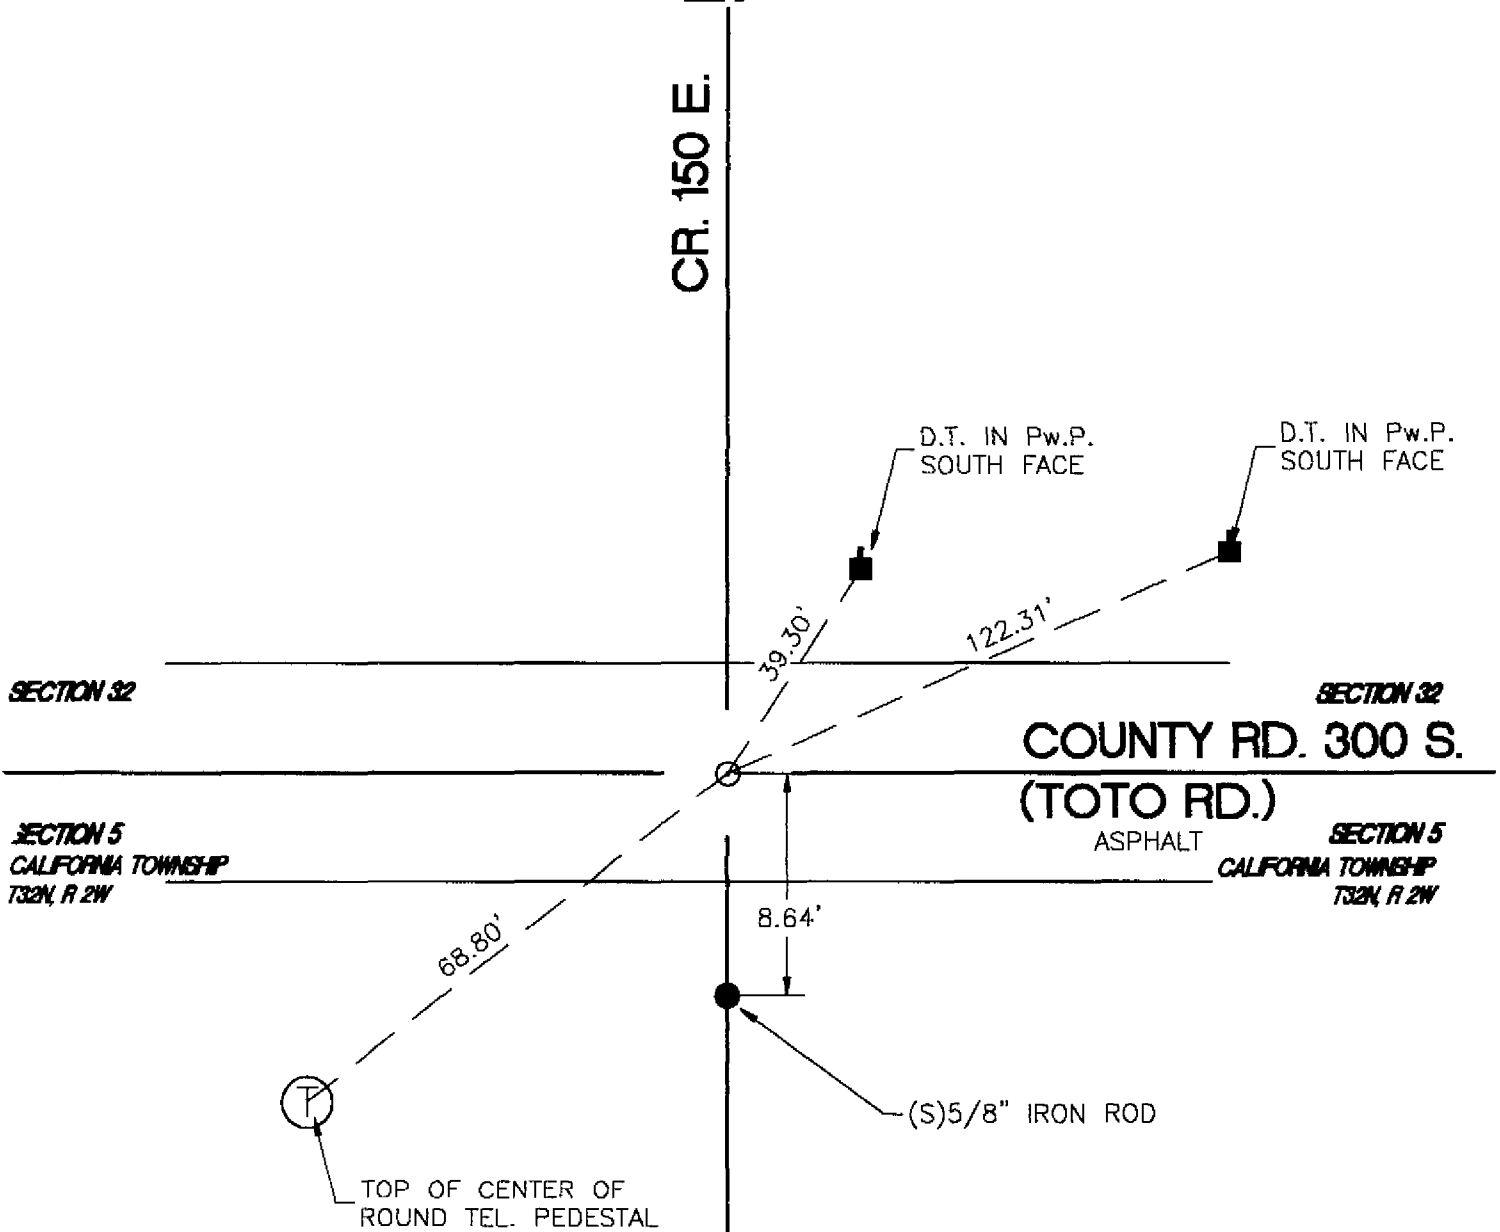 CR. 150 E.
D.T. IN Pw.P.
SOUTH FACE
D.T. IN Pw.P.
SOUTH FACE
39.30'
122.31'
SECTION 32
SECTION 32
COUNTY RD. 300 S.
(TOTO RD.)
ASPHALT
SECTION 5
CALIFORNIA TOWNSHIP
T32N, R 2W
SECTION 5
CALIFORNIA TOWNSHIP
T32N, R 2W
8.64'
68.80'
(S)5/8" IRON ROD
T
TOP OF CENTER OF
ROUND TEL. PEDESTAL